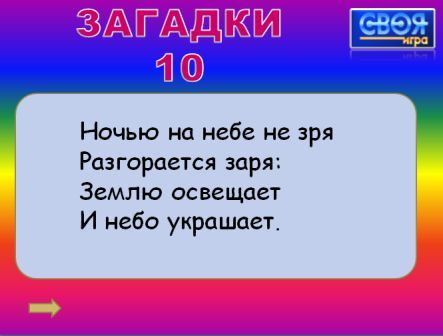 ЗАГАДКИ
10
СВОЯ
игра
Ночью на небе не зря
Разгорается заря:
Землю освещает
И небо украшает.